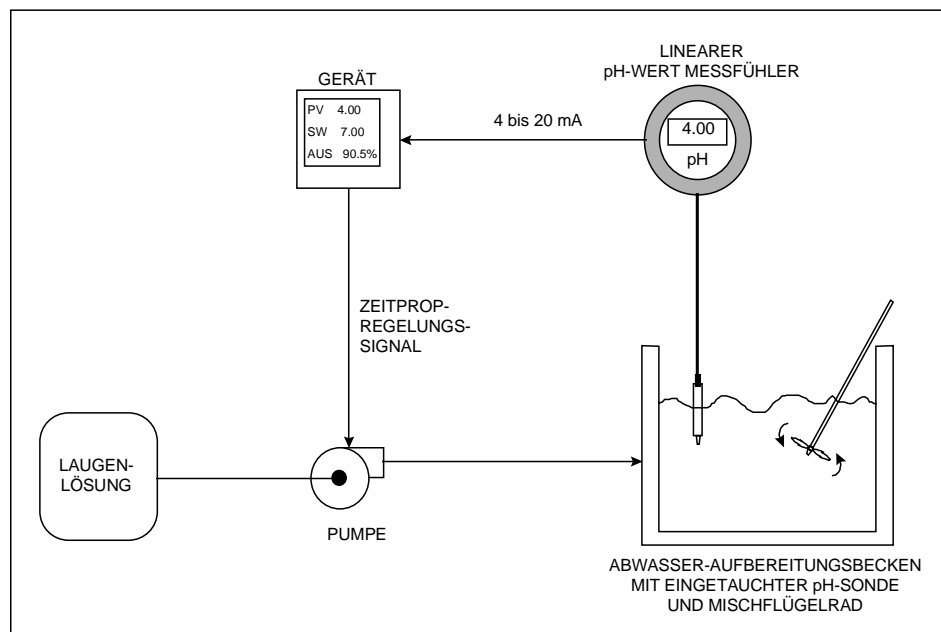 LINEARER
pH-WERT MESSFÜHLER
GERÄT
PV 4.00
SW 7.00
AUS 90.5%
4 bis 20 mA
4.00
pH
ZEITPROP-
REGELUNGS-
SIGNAL
LAUGEN-
LÖSUNG
PUMPE
ABWASSER-AUFBEREITUNGSBECKEN
MIT EINGETAUCHTER pH-SONDE
UND MISCHFLÜGELRAD